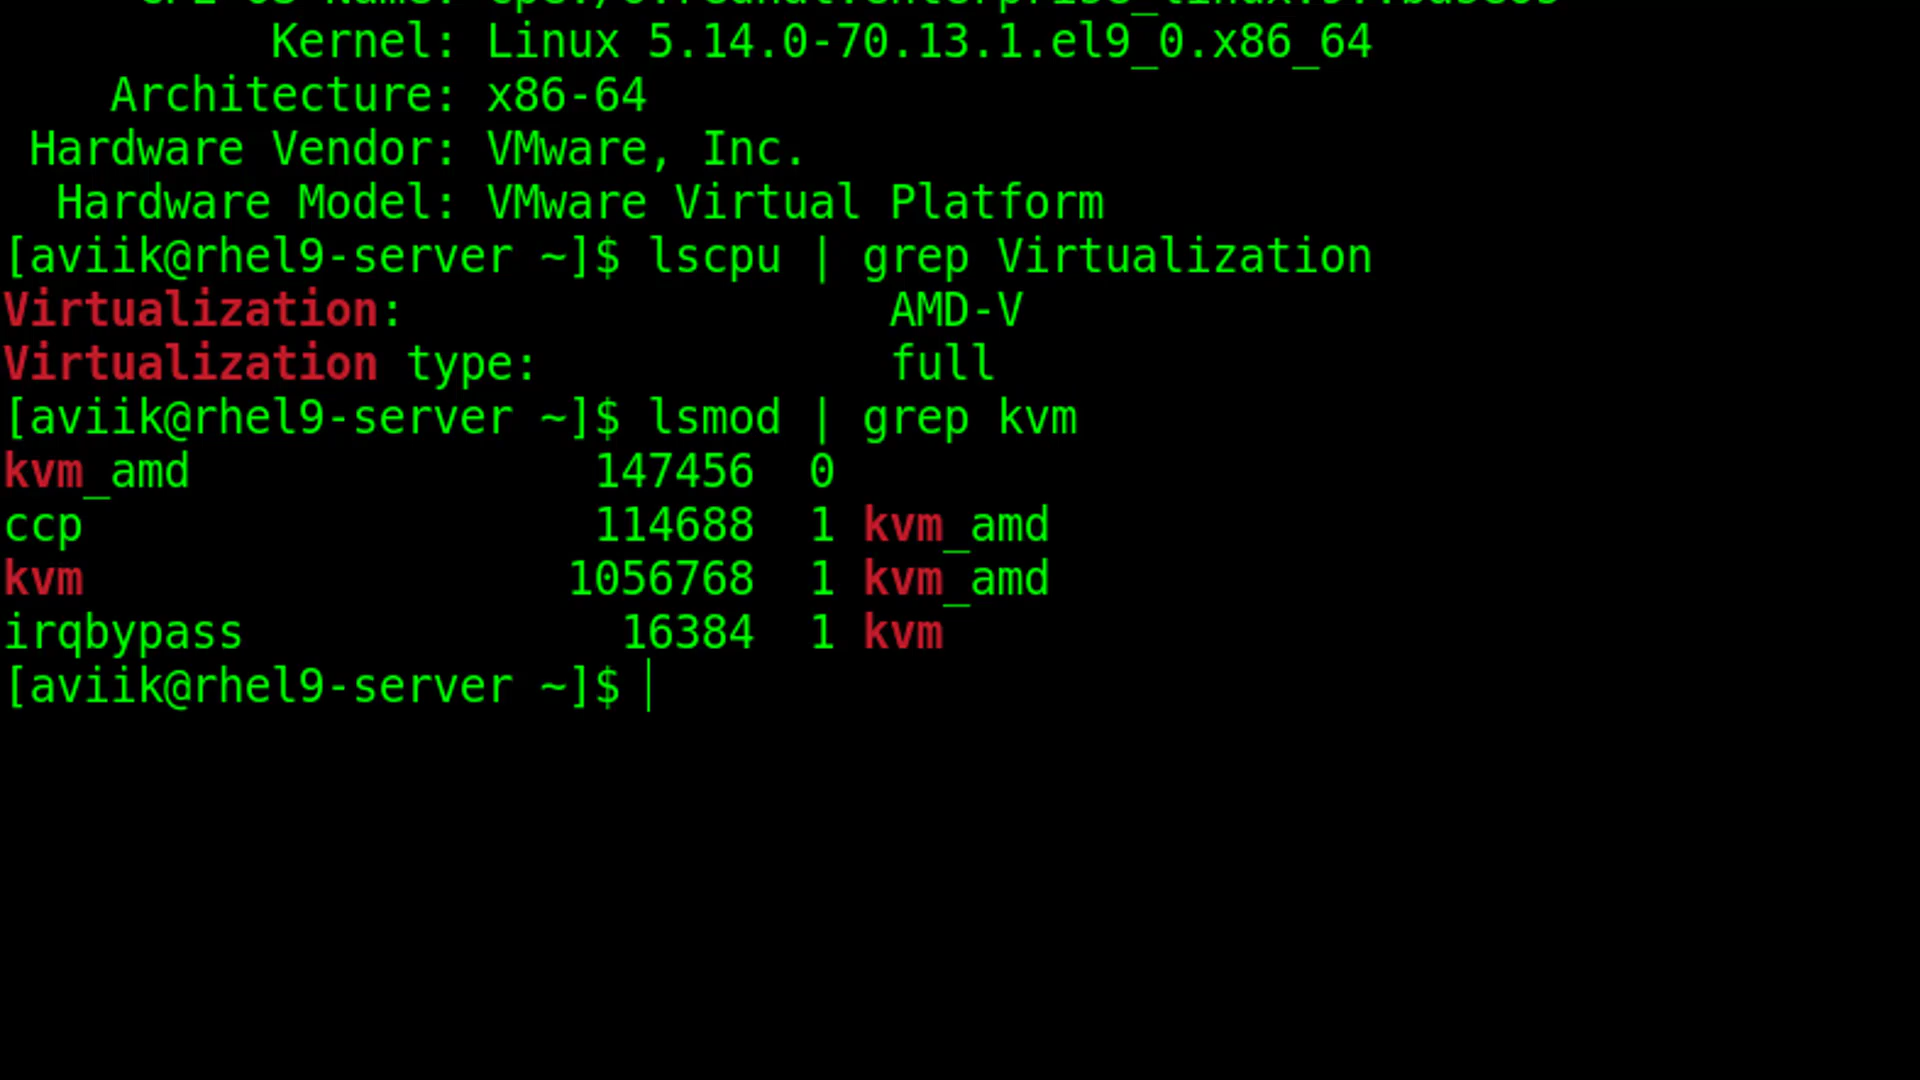 Kernel: Linux 5.14.0-70.13.1.el9_0.x86_64
Architecture: x86-64
Hardware Vendor: VMware, Inc.
Hardware Model: VMware Virtual Platform
[aviik@rhel9-server ~]$ lscpu | grep Virtualization
Virtualization: AMD-V
Virtualization type: full
[aviik@rhel9-server ~]$ lsmod | grep kvm
kvm_amd 147456 0
ccp 114688 1 kvm_amd
kvm 1056768 1 kvm_amd
irqbypass 16384 1 kvm
[aviik@rhel9-server ~]$